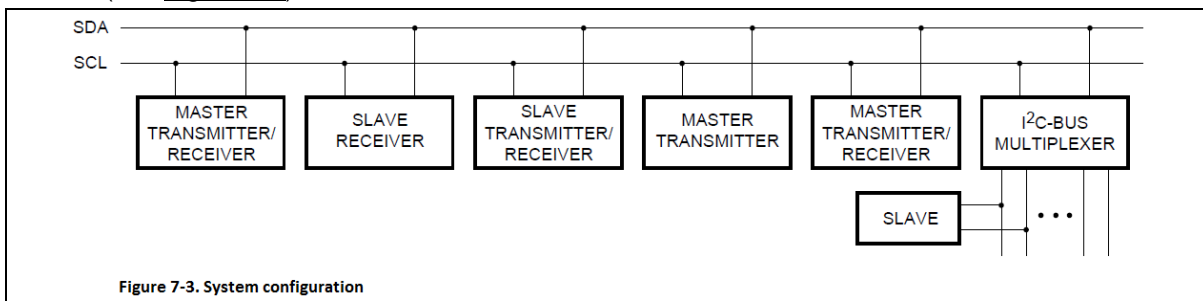 SDA
SCL
MASTER
TRANSMITTER/
RECEIVER
SLAVE
RECEIVER
SLAVE
TRANSMITTER/
RECEIVER
MASTER
TRANSMITTER
MASTER
TRANSMITTER/
RECEIVER
I²C-BUS
MULTIPLEXER
SLAVE
Figure 7-3. System configuration